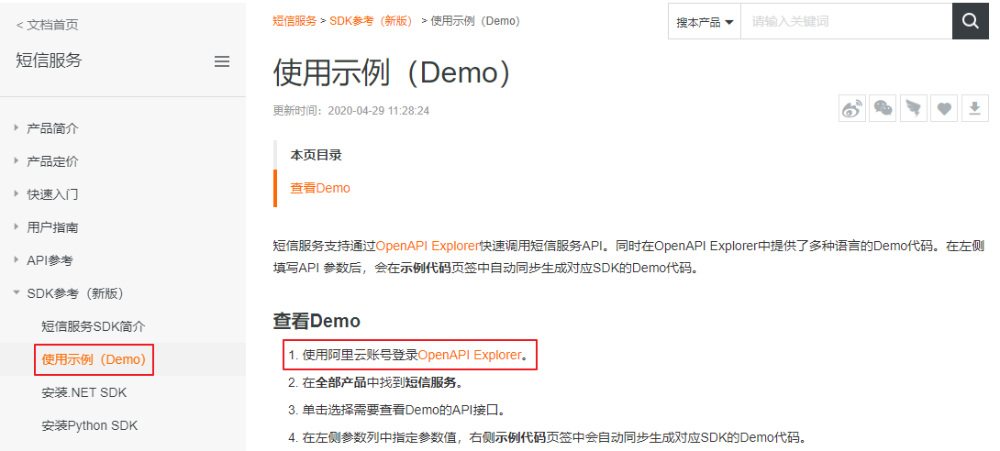 < 文档首页
短信服务
产品简介
产品定价
快速入门
用户指南
API参考
SDK参考（新版）
短信服务SDK简介
使用示例（Demo）
安装.NET SDK
安装Python SDK
短信服务 > SDK参考（新版） > 使用示例（Demo）
搜本产品
请输入关键词
使用示例（Demo）
更新时间：2020-04-29 11:28:24
本页目录
查看Demo
短信服务支持通过OpenAPI Explorer快速调用短信服务API。同时在OpenAPI Explorer中提供了多种语言的Demo代码。在左侧
填写API 参数后，会在示例代码页签中自动同步生成对应SDK的Demo代码。
查看Demo
1. 使用阿里云账号登录OpenAPI Explorer。
2. 在全部产品中找到短信服务。
3. 单击选择需要查看Demo的API接口。
4. 在左侧参数列中指定参数值，右侧示例代码页签中会自动同步生成对应SDK的Demo代码。